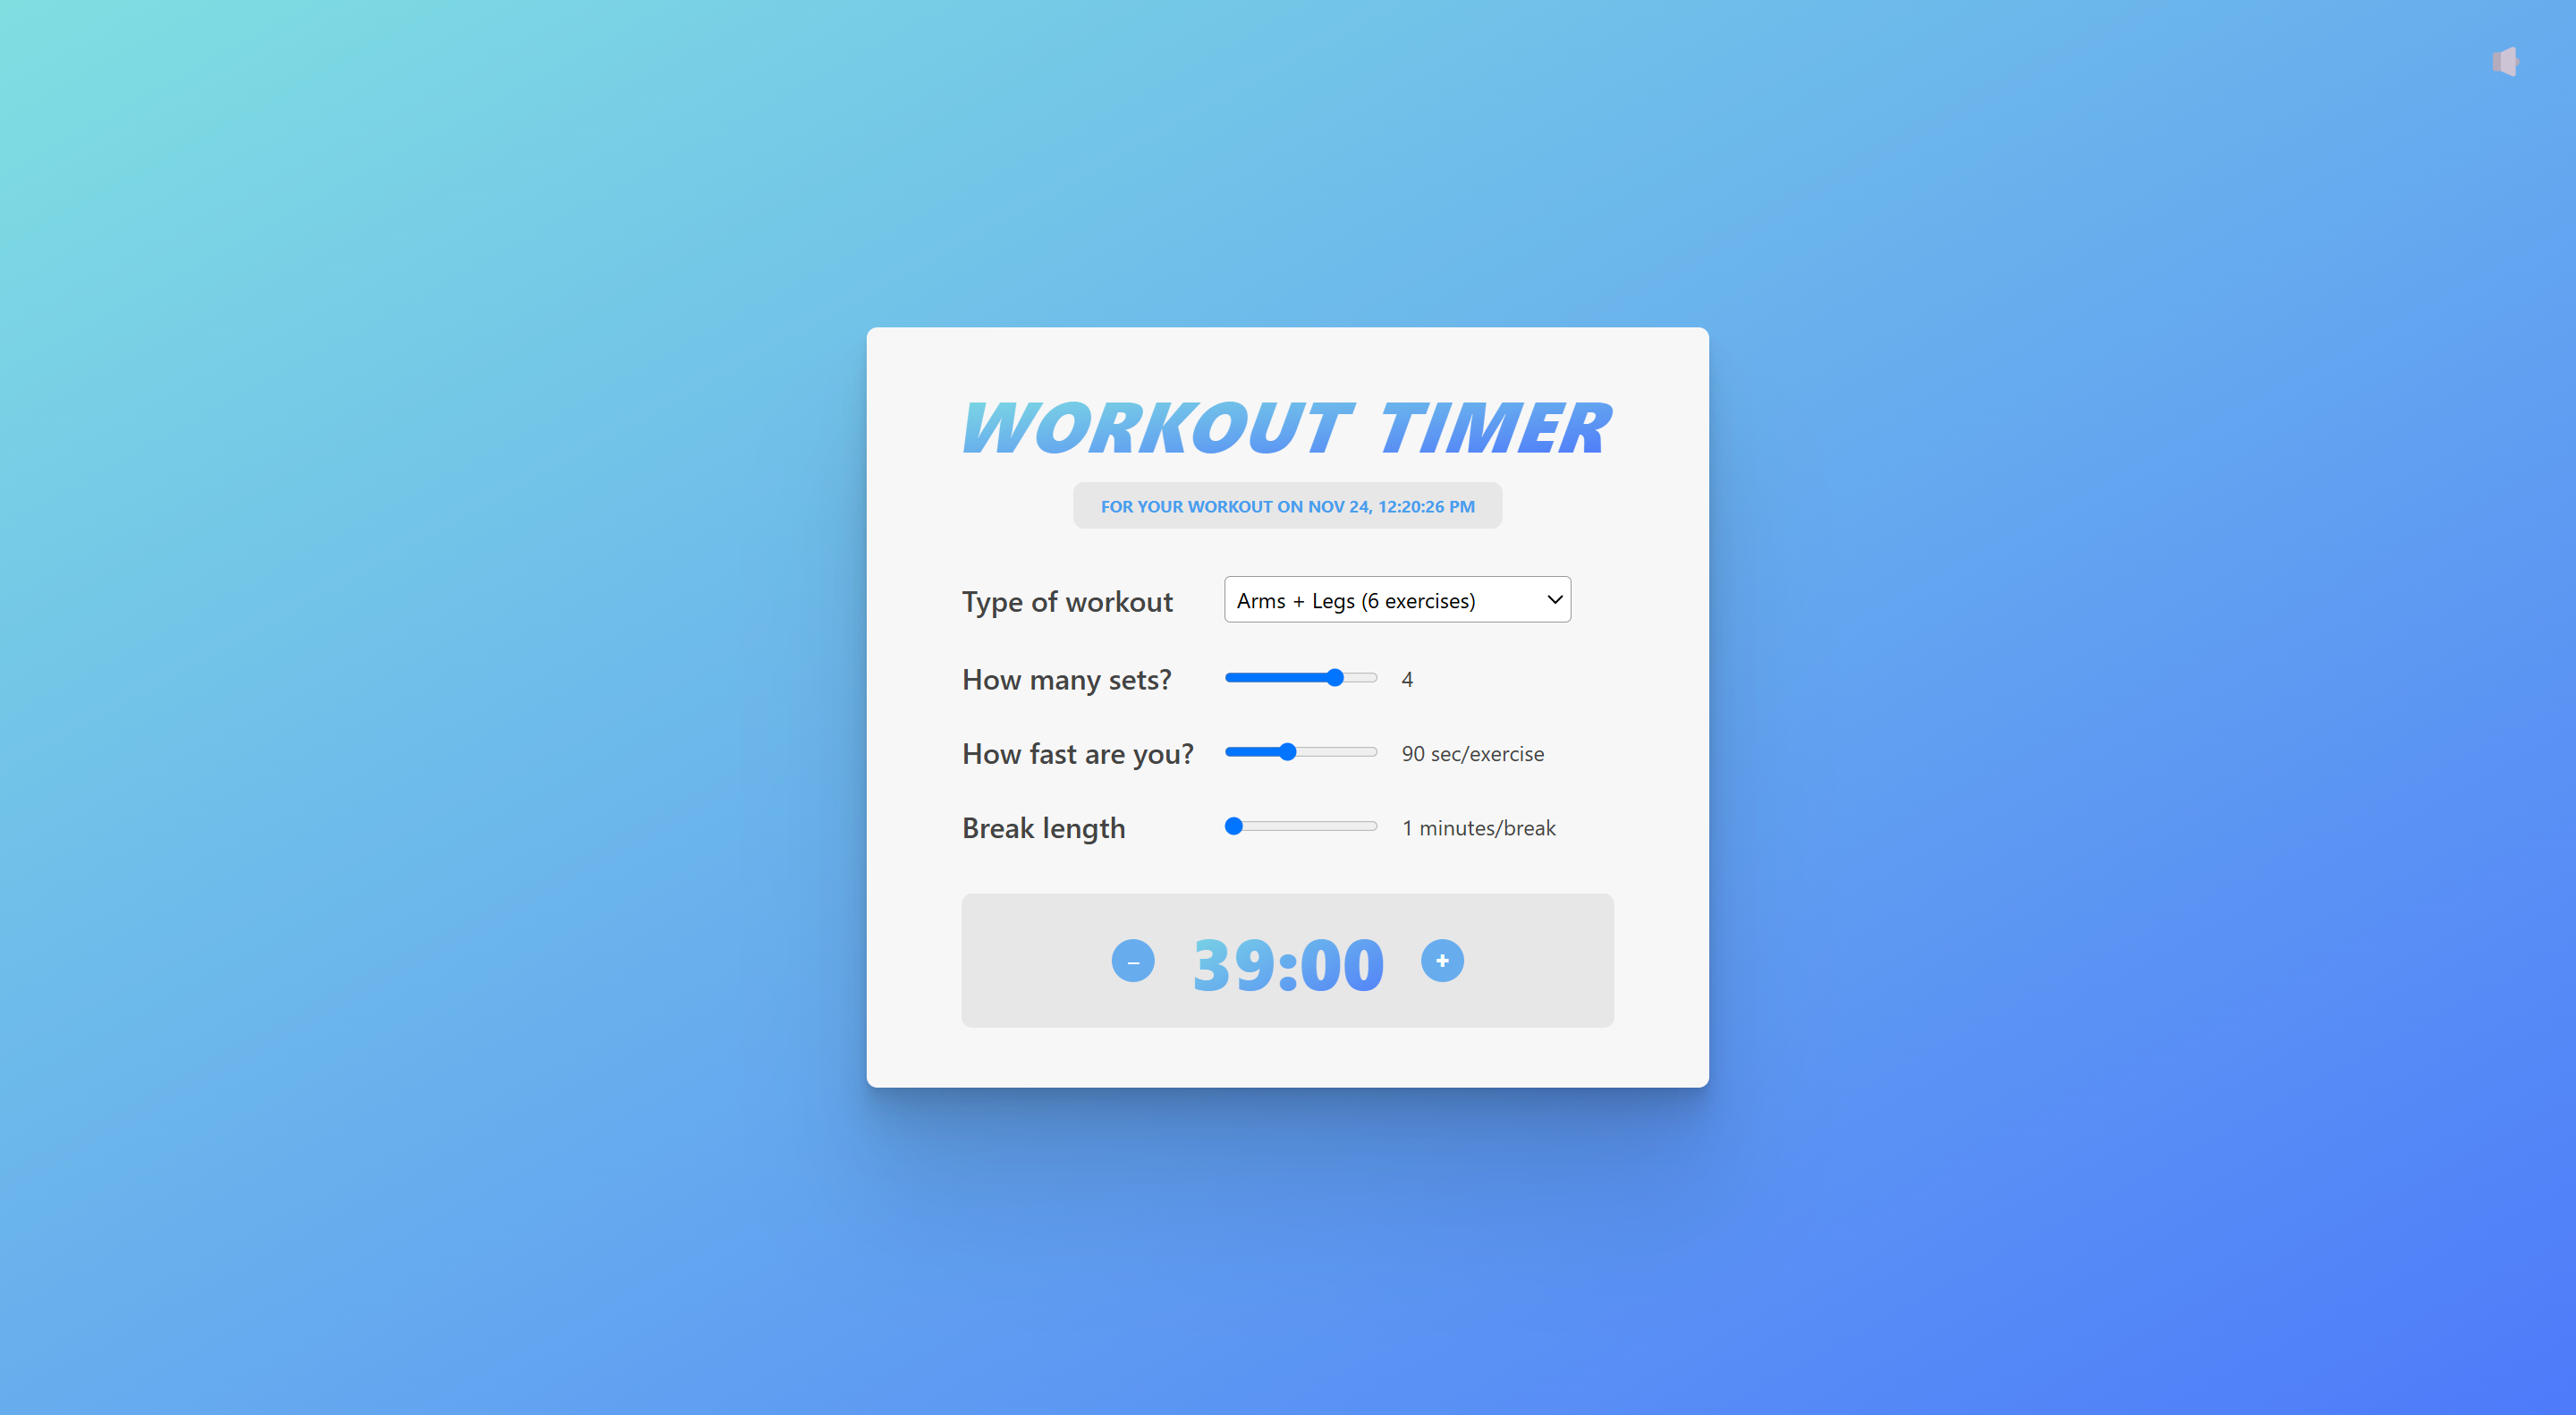 WORKOUT TIMER
FOR YOUR WORKOUT ON NOV 24, 12:20:26 PM
Type of workout Arms + Legs (6 exercises)
How many sets? 4
How fast are you? 90 sec/exercise
Break length 1 minutes/break
– 39:00 +